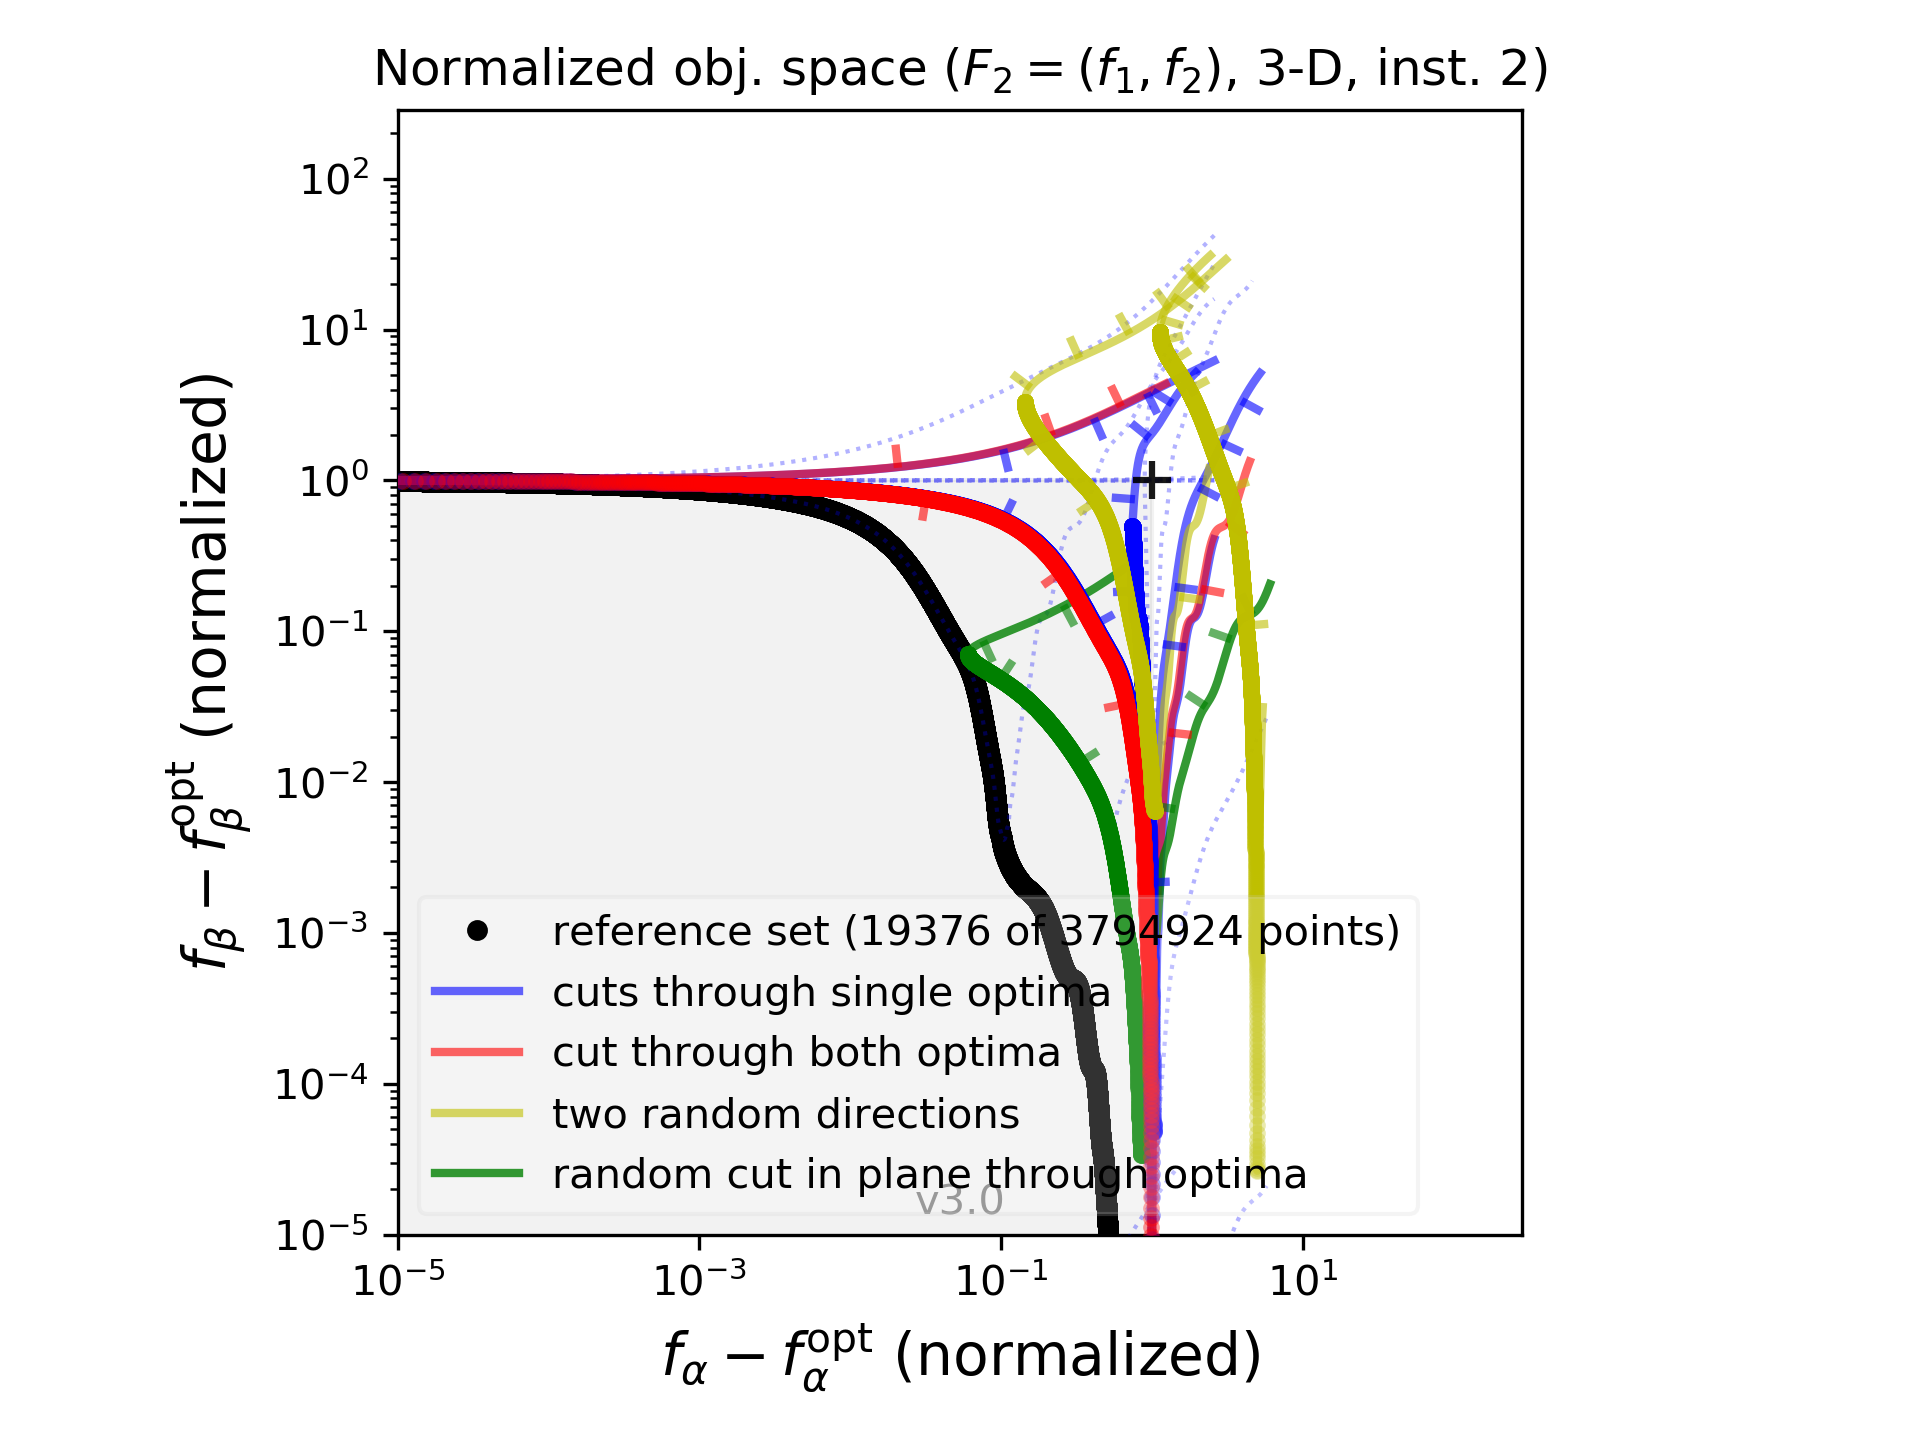 Normalized obj. space (F₂ = (f₁, f₂), 3-D, inst. 2)
10²
10¹
10⁰
10⁻¹
10⁻²
10⁻³
10⁻⁴
10⁻⁵
f_β − f_β^opt (normalized)
reference set (19376 of 3794924 points)
cuts through single optima
cut through both optima
two random directions
random cut in plane through optima
v3.0
10⁻⁵ 10⁻³ 10⁻¹ 10¹
f_α − f_α^opt (normalized)